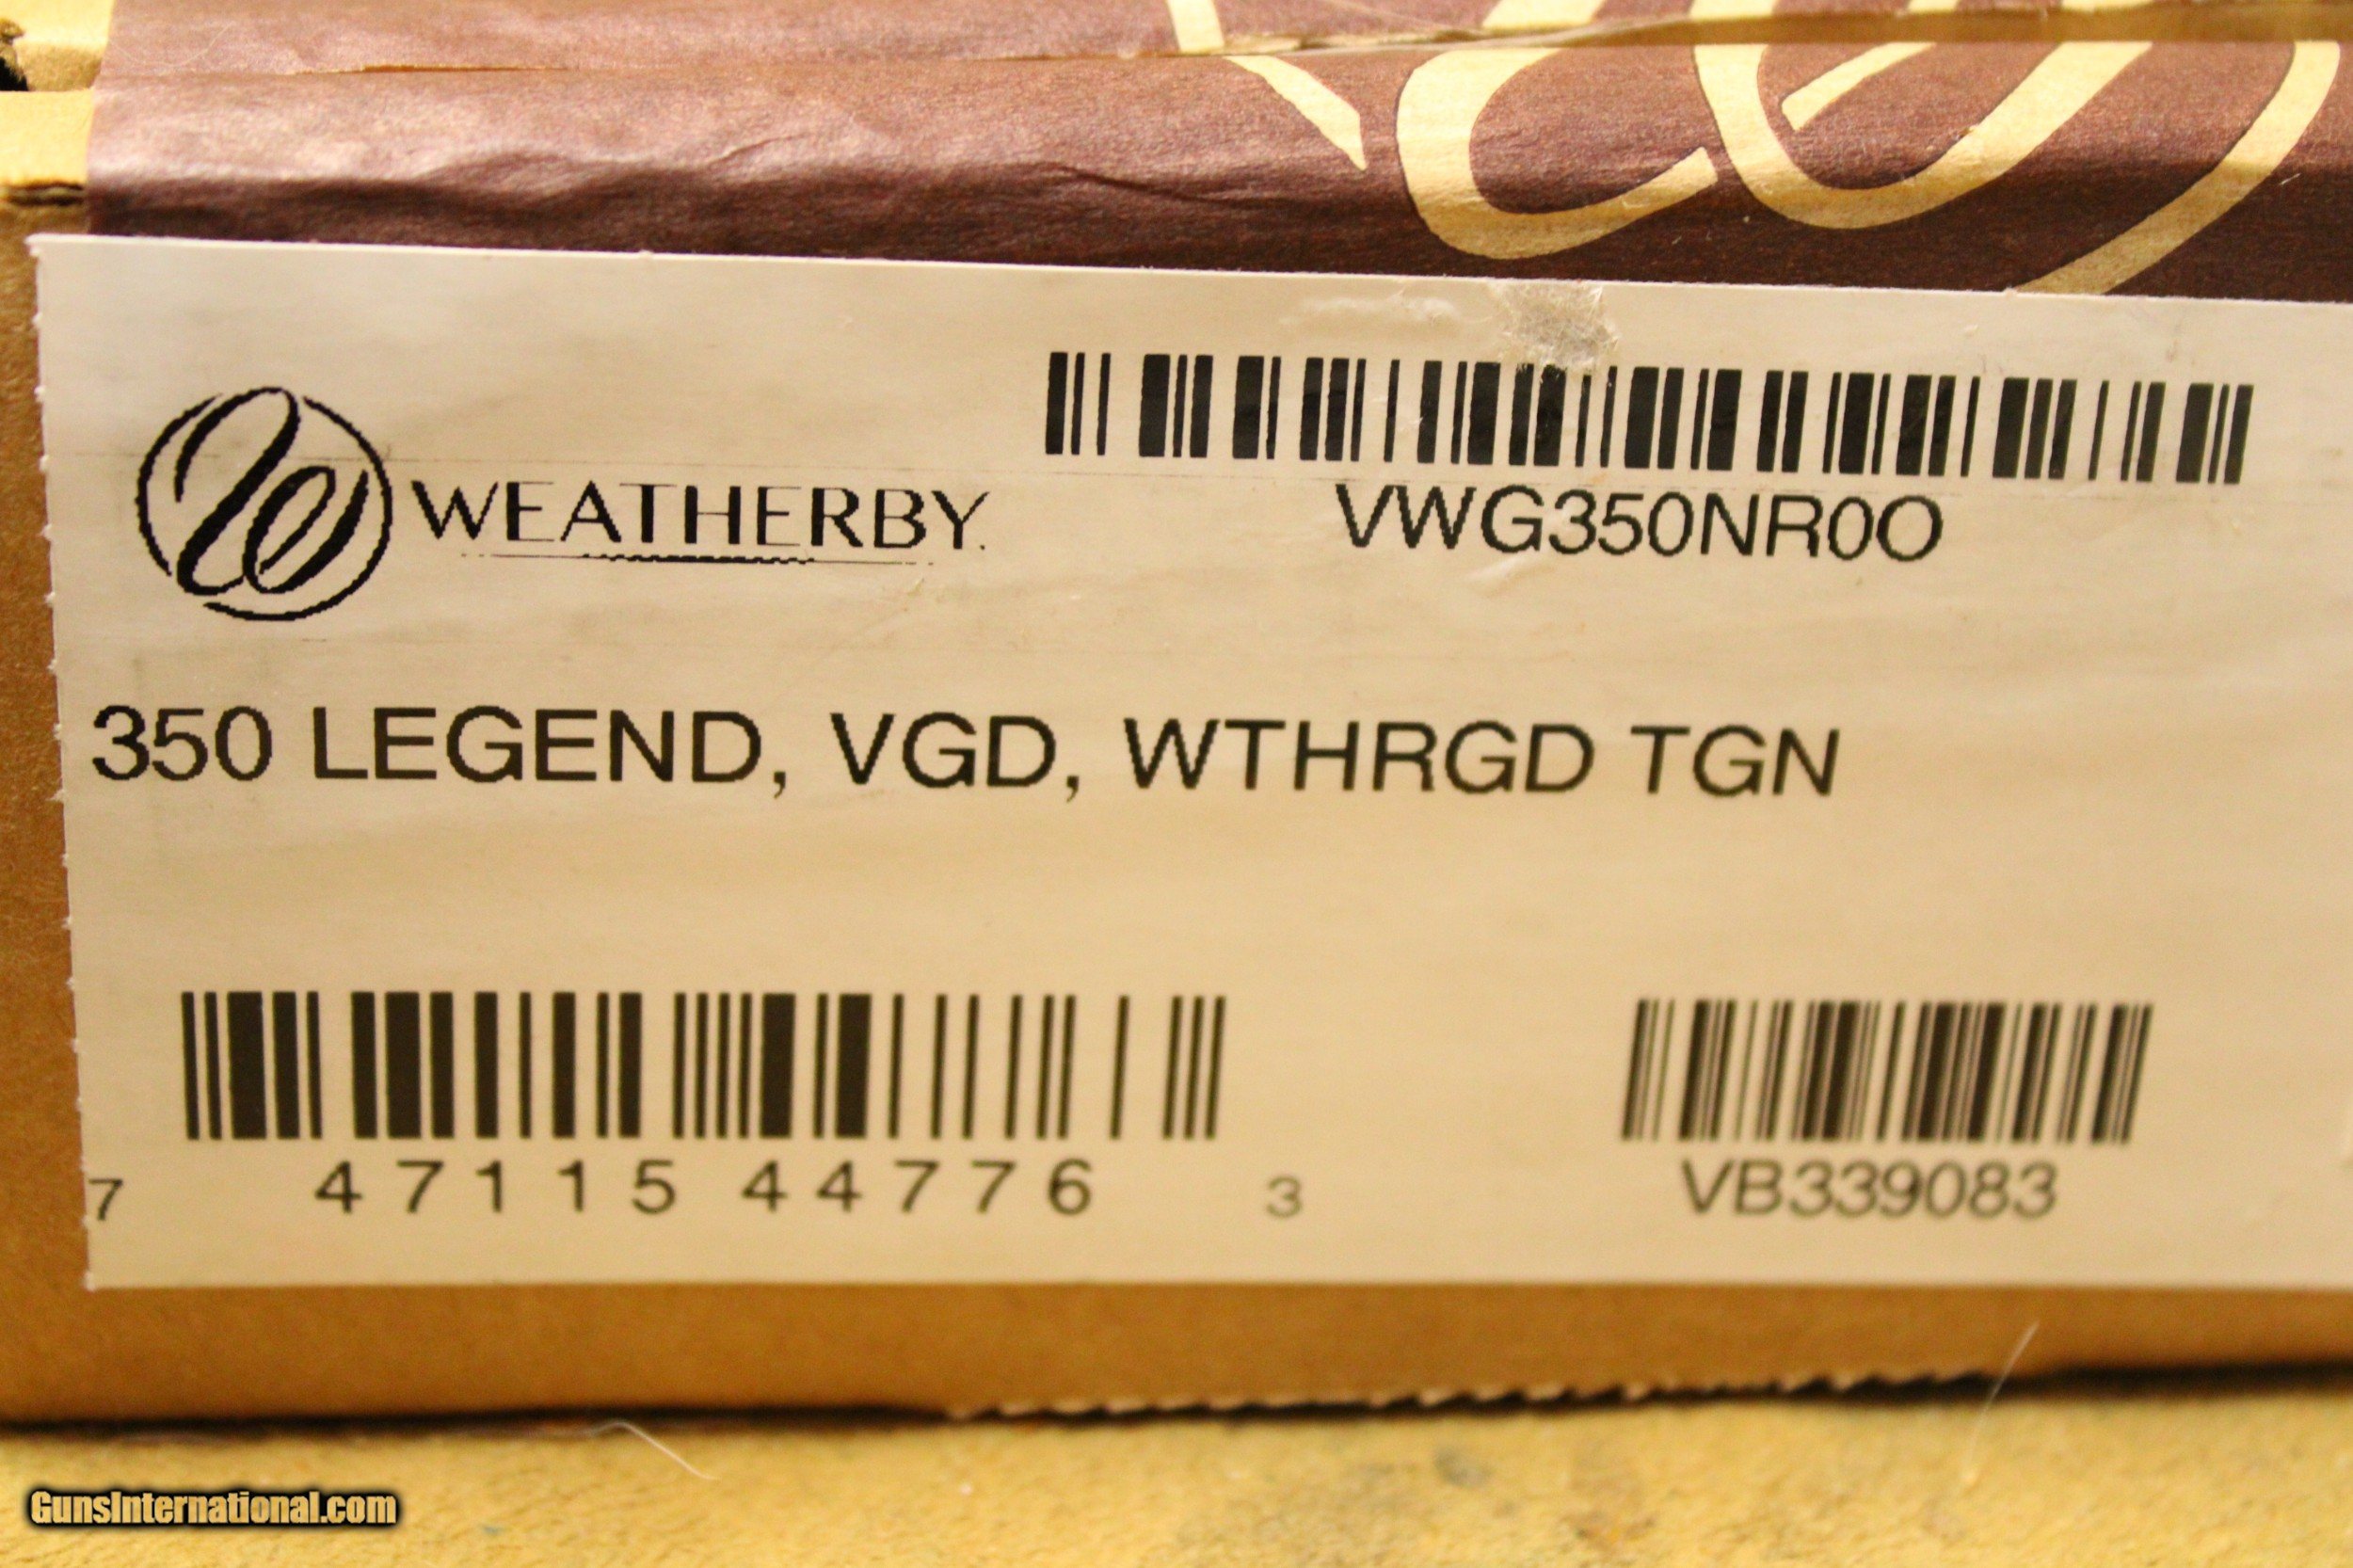 WEATHERBY.
VWG350NR0O
350 LEGEND, VGD, WTHRGD TGN
7 47115 44776 3
VB339083
GunsInternational.com